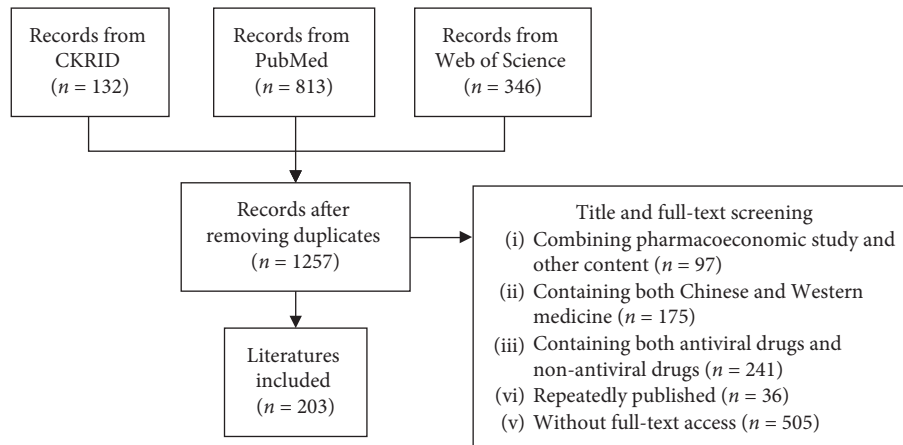 Records from
CKRID
(n = 132)
Records from
PubMed
(n = 813)
Records from
Web of Science
(n = 346)
Records after
removing duplicates
(n = 1257)
Title and full-text screening
(i) Combining pharmacoeconomic study and
other content (n = 97)
(ii) Containing both Chinese and Western
medicine (n = 175)
(iii) Containing both antiviral drugs and
non-antiviral drugs (n = 241)
(vi) Repeatedly published (n = 36)
(v) Without full-text access (n = 505)
Literatures
included
(n = 203)